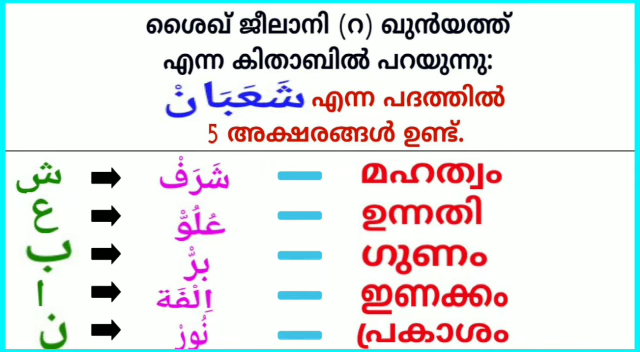 ശൈഖ് ജീലാനി (റ) ഖുൻയത്ത്
എന്ന കിതാബിൽ പറയുന്നു:
شَعَبَانْ എന്ന പദത്തിൽ
5 അക്ഷരങ്ങൾ ഉണ്ട്.
ش ➡ شَرَفْ — മഹത്വം
ع ➡ عُلُوّْ — ഉന്നതി
ب ➡ بِرّْ — ഗുണം
ا ➡ اِلْفَة — ഇണക്കം
ن ➡ نُورْ — പ്രകാശം